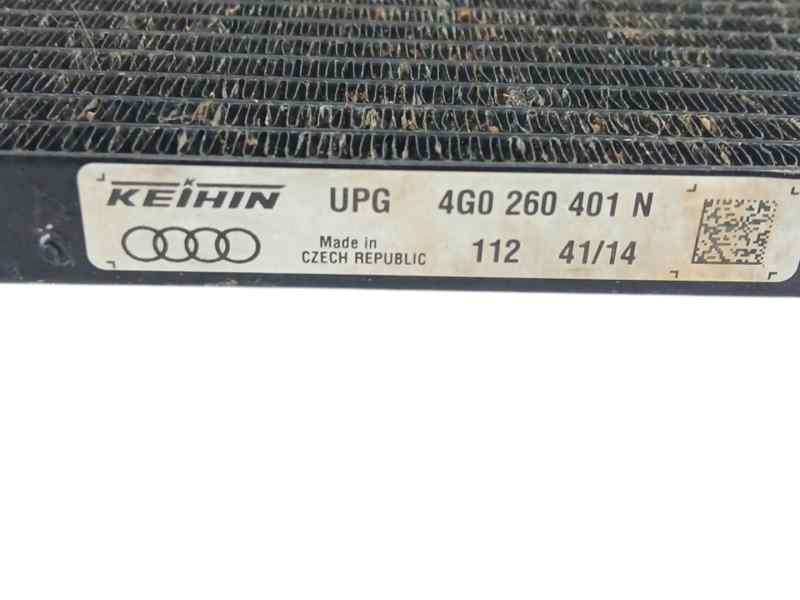 KEIHIN UPG 4G0 260 401 N
Made in
CZECH REPUBLIC 112 41/14